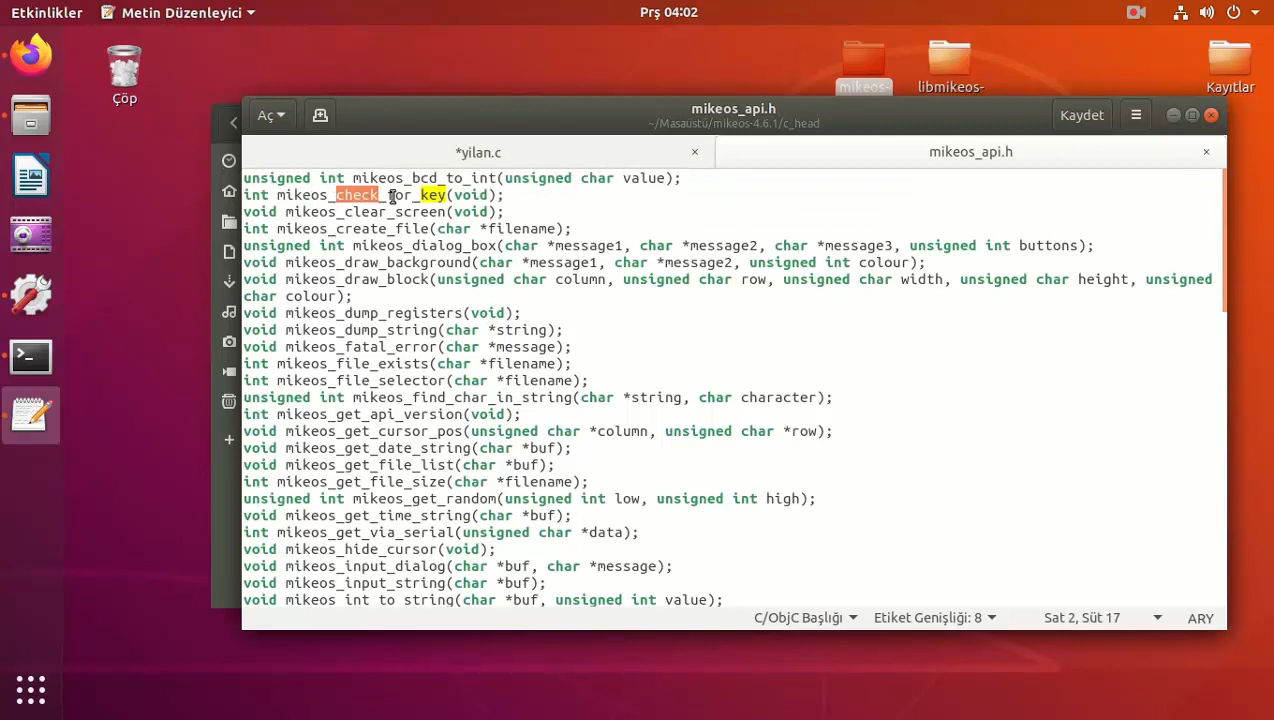 Etkinlikler
Metin Düzenleyici
Prş 04:02
Çöp
mikeos-
libmikeos-
Kayıtlar
Aç
mikeos_api.h
~/Masaüstü/mikeos-4.6.1/c_head
Kaydet
*yilan.c
mikeos_api.h
unsigned int mikeos_bcd_to_int(unsigned char value);
int mikeos_check_for_key(void);
void mikeos_clear_screen(void);
int mikeos_create_file(char *filename);
unsigned int mikeos_dialog_box(char *message1, char *message2, char *message3, unsigned int buttons);
void mikeos_draw_background(char *message1, char *message2, unsigned int colour);
void mikeos_draw_block(unsigned char column, unsigned char row, unsigned char width, unsigned char height, unsigned
char colour);
void mikeos_dump_registers(void);
void mikeos_dump_string(char *string);
void mikeos_fatal_error(char *message);
int mikeos_file_exists(char *filename);
int mikeos_file_selector(char *filename);
unsigned int mikeos_find_char_in_string(char *string, char character);
int mikeos_get_api_version(void);
void mikeos_get_cursor_pos(unsigned char *column, unsigned char *row);
void mikeos_get_date_string(char *buf);
void mikeos_get_file_list(char *buf);
int mikeos_get_file_size(char *filename);
unsigned int mikeos_get_random(unsigned int low, unsigned int high);
void mikeos_get_time_string(char *buf);
int mikeos_get_via_serial(unsigned char *data);
void mikeos_hide_cursor(void);
void mikeos_input_dialog(char *buf, char *message);
void mikeos_input_string(char *buf);
void mikeos_int_to_string(char *buf, unsigned int value);
C/ObjC Başlığı
Etiket Genişliği: 8
Sat 2, Süt 17
ARY